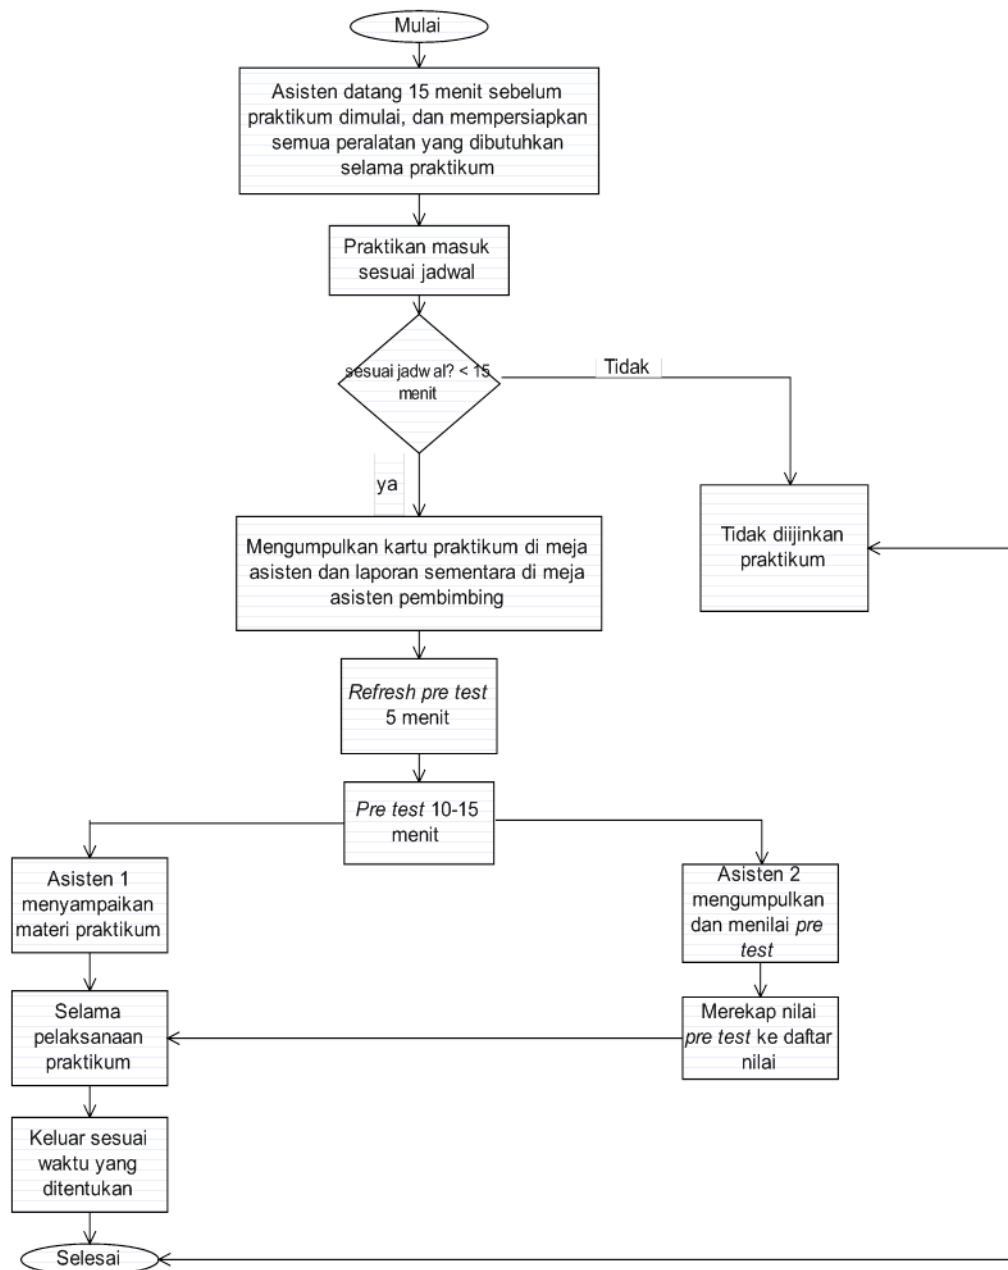 Mulai
Asisten datang 15 menit sebelum
praktikum dimulai, dan mempersiapkan
semua peralatan yang dibutuhkan
selama praktikum
Praktikan masuk
sesuai jadwal
sesuai jadwal? < 15
menit
Tidak
ya
Tidak diijinkan
praktikum
Mengumpulkan kartu praktikum di meja
asisten dan laporan sementara di meja
asisten pembimbing
Refresh pre test
5 menit
Pre test 10-15
menit
Asisten 1
menyampaikan
materi praktikum
Asisten 2
mengumpulkan
dan menilai pre
test
Selama
pelaksanaan
praktikum
Merekap nilai
pre test ke daftar
nilai
Keluar sesuai
waktu yang
ditentukan
Selesai